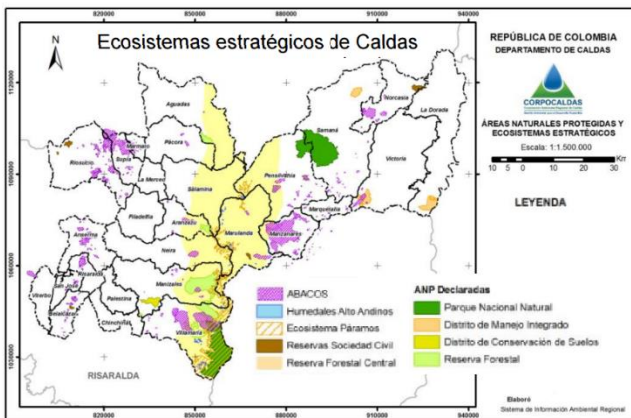 Ecosistemas estratégicos de Caldas
REPÚBLICA DE COLOMBIA
DEPARTAMENTO DE CALDAS
CORPOCALDAS
ÁREAS NATURALES PROTEGIDAS Y
ECOSISTEMAS ESTRATÉGICOS
Escala: 1:1.500.000
10 5 0 10 20 30 Km
LEYENDA
820000 850000 880000 910000 940000
1120000
1090000
1060000
1030000
N
Norcasia
La Dorada
Aguadas
Samaná
Victoria
Pácora
Marmato
Supía
Riosucio
La Merced
Pensilvania
Salamina
Marquetalia
Filadelfia
Aranzazu
Marulanda
Manzanares
Anserma
Neira
Risaralda
San José
Viterbo
Belalcázar
Palestina
Manizales
Chinchiná
Villamaría
RISARALDA
ABACOS
Humedales Alto Andinos
Ecosistema Páramos
Reservas Sociedad Civil
Reserva Forestal Central
ANP Declaradas
Parque Nacional Natural
Distrito de Manejo Integrado
Distrito de Conservación de Suelos
Reserva Forestal
Elaboró
Sistema de Información Ambiental Regional
820000 850000 880000 910000 940000